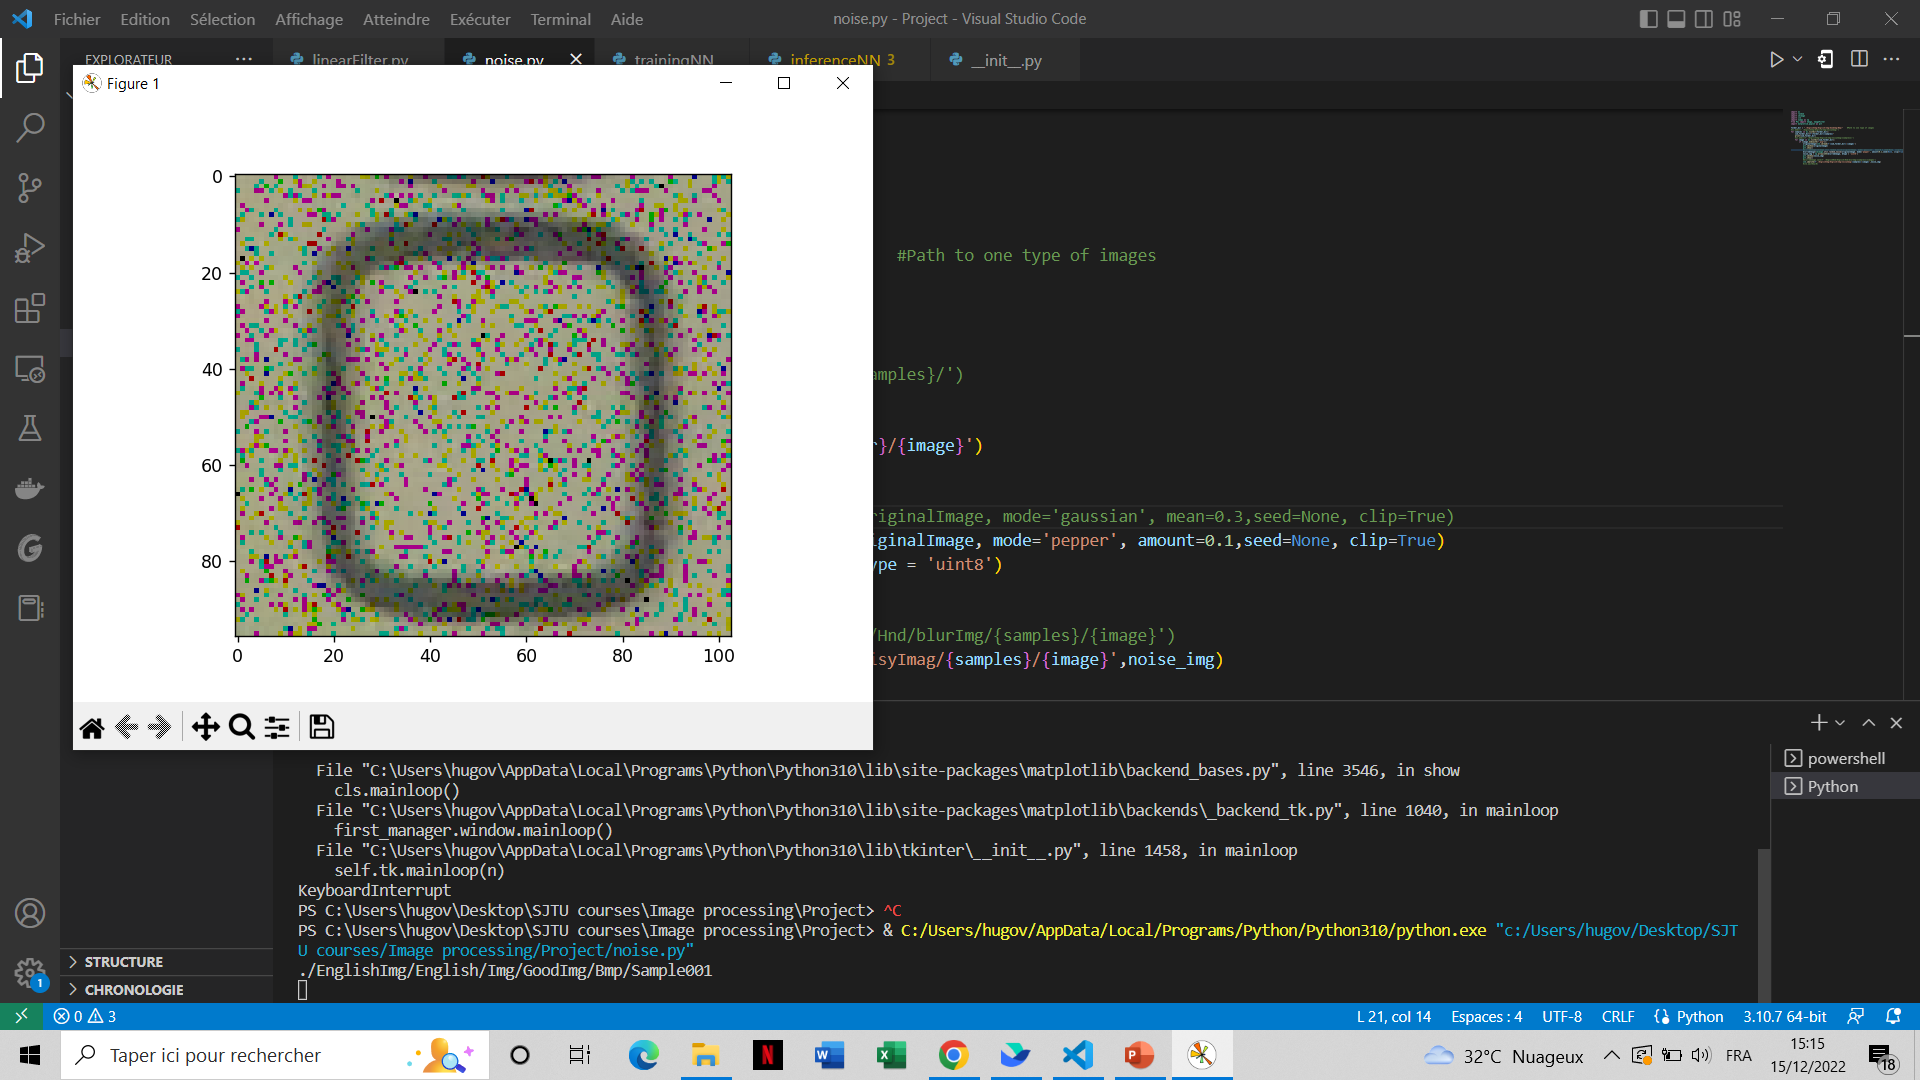 Fichier Edition Sélection Affichage Atteindre Exécuter Terminal Aide
noise.py - Project - Visual Studio Code
EXPLORATEUR ···
linearFilter.py noise.py trainingNN inferenceNN 3 __init__.py
Figure 1
0
20
40
60
80
0 20 40 60 80 100
#Path to one type of images
amples}/')
r}/{image}')
riginalImage, mode='gaussian', mean=0.3,seed=None, clip=True)
iginalImage, mode='pepper', amount=0.1,seed=None, clip=True)
ype = 'uint8')
/Hnd/blurImg/{samples}/{image}')
isyImag/{samples}/{image}',noise_img)
powershell
Python
File "C:\Users\hugov\AppData\Local\Programs\Python\Python310\lib\site-packages\matplotlib\backend_bases.py", line 3546, in show
cls.mainloop()
File "C:\Users\hugov\AppData\Local\Programs\Python\Python310\lib\site-packages\matplotlib\backends\_backend_tk.py", line 1040, in mainloop
first_manager.window.mainloop()
File "C:\Users\hugov\AppData\Local\Programs\Python\Python310\lib\tkinter\__init__.py", line 1458, in mainloop
self.tk.mainloop(n)
KeyboardInterrupt
PS C:\Users\hugov\Desktop\SJTU courses\Image processing\Project> ^C
PS C:\Users\hugov\Desktop\SJTU courses\Image processing\Project> & C:/Users/hugov/AppData/Local/Programs/Python/Python310/python.exe "c:/Users/hugov/Desktop/SJT
U courses/Image processing/Project/noise.py"
./EnglishImg/English/Img/GoodImg/Bmp/Sample001
STRUCTURE
CHRONOLOGIE
1
0 3
L 21, col 14 Espaces : 4 UTF-8 CRLF Python 3.10.7 64-bit
Taper ici pour rechercher
32°C Nuageux
FRA
15:15
15/12/2022
18